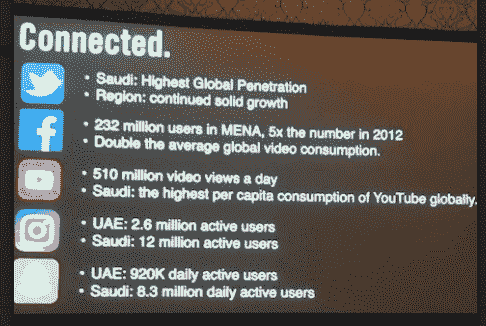 Connected.
• Saudi: Highest Global Penetration
• Region: continued solid growth
• 232 million users in MENA, 5x the number in 2012
• Double the average global video consumption.
• 510 million video views a day
• Saudi: the highest per capita consumption of YouTube globally.
• UAE: 2.6 million active users
• Saudi: 12 million active users
• UAE: 920K daily active users
• Saudi: 8.3 million daily active users